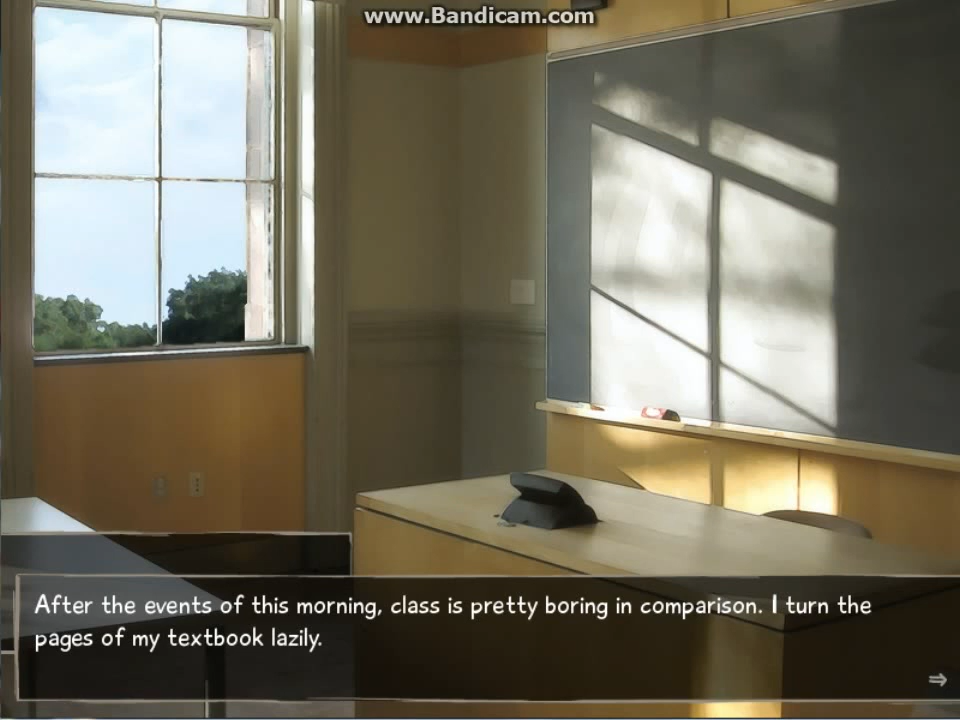 www.Bandicam.com
After the events of this morning, class is pretty boring in comparison. I turn the
pages of my textbook lazily.